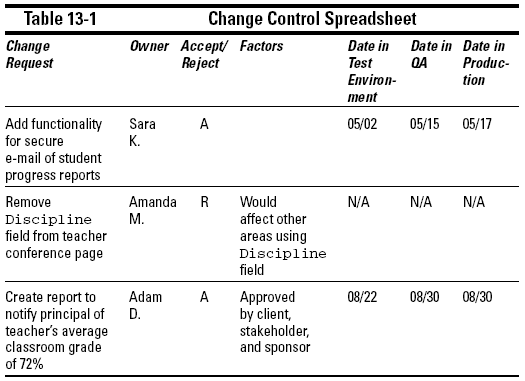 Table 13-1 Change Control Spreadsheet
Change Owner Accept/ Factors Date in Date in Date in
Request Reject Test QA Produc-
Environ- tion
ment
Add functionality Sara A 05/02 05/15 05/17
for secure K.
e-mail of student
progress reports
Remove Amanda R Would N/A N/A N/A
Discipline M. affect other
field from teacher areas using
conference page Discipline
field
Create report to Adam A Approved 08/22 08/30 08/30
notify principal of D. by client,
teacher's average stakeholder,
classroom grade and sponsor
of 72%